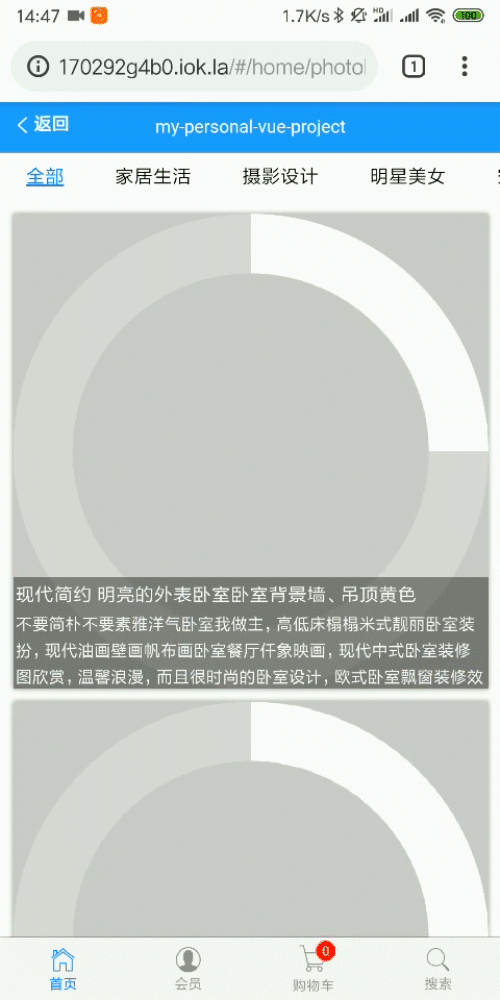 14:47 1.7K/s HD 100
170292g4b0.iok.la/#/home/photol 1
返回 my-personal-vue-project
全部 家居生活 摄影设计 明星美女
现代简约 明亮的外表卧室卧室背景墙、吊顶黄色
不要简朴不要素雅洋气卧室我做主，高低床榻榻米式靓丽卧室装
扮，现代油画壁画帆布画卧室餐厅仟象映画，现代中式卧室装修
图欣赏，温馨浪漫，而且很时尚的卧室设计，欧式卧室飘窗装修效
0
首页 会员 购物车 搜索